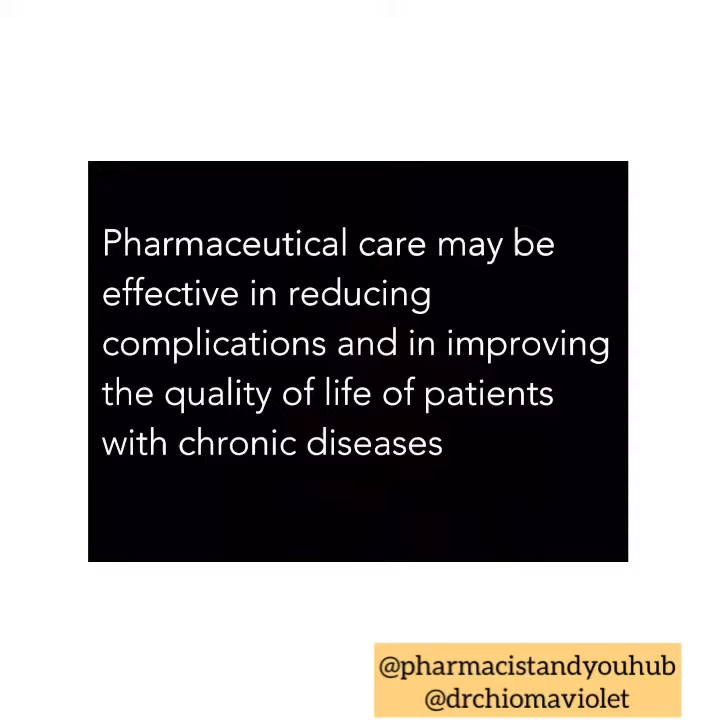 Pharmaceutical care may be
effective in reducing
complications and in improving
the quality of life of patients
with chronic diseases
@pharmacistandyouhub
@drchiomaviolet